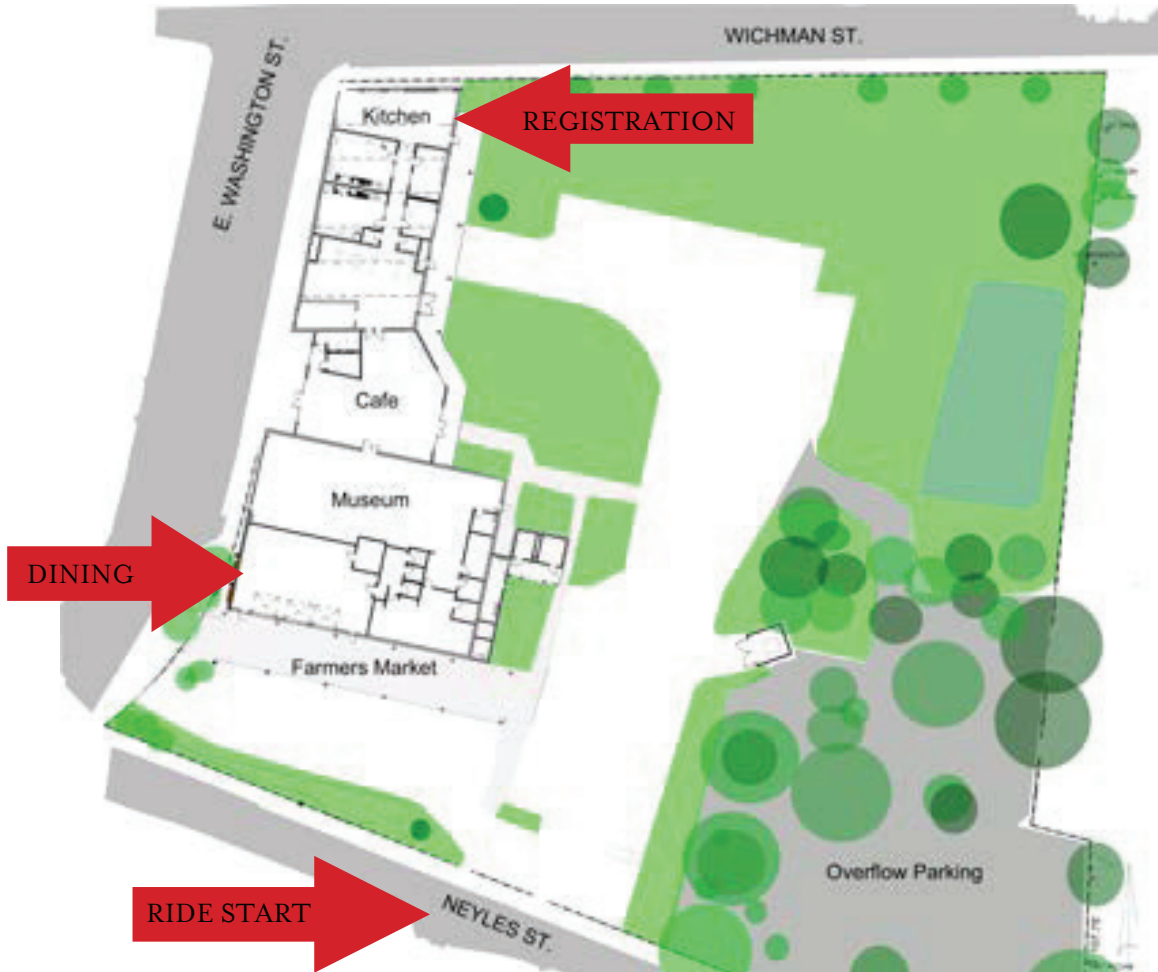 WICHMAN ST.
E. WASHINGTON ST.
Kitchen
REGISTRATION
Cafe
Museum
DINING
Farmers Market
Overflow Parking
RIDE START
NEYLES ST.